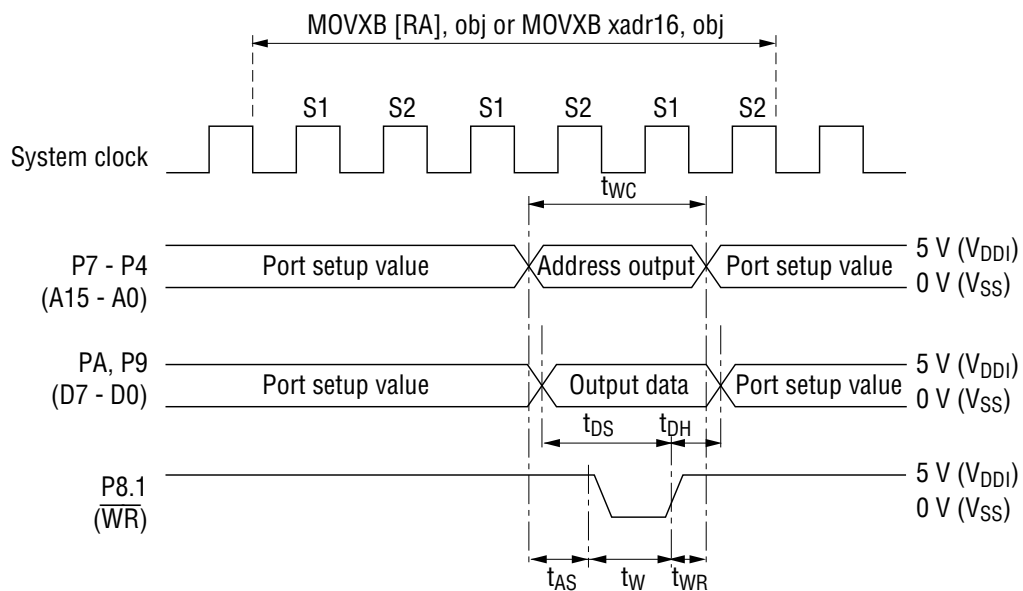 MOVXB [RA], obj or MOVXB xadr16, obj
S1 S2 S1 S2 S1 S2
System clock
tWC
P7 - P4
(A15 - A0)
Port setup value Address output Port setup value
5 V (VDDI)
0 V (VSS)
PA, P9
(D7 - D0)
Port setup value Output data Port setup value
5 V (VDDI)
0 V (VSS)
tDS tDH
P8.1
(WR)
5 V (VDDI)
0 V (VSS)
tAS tW tWR